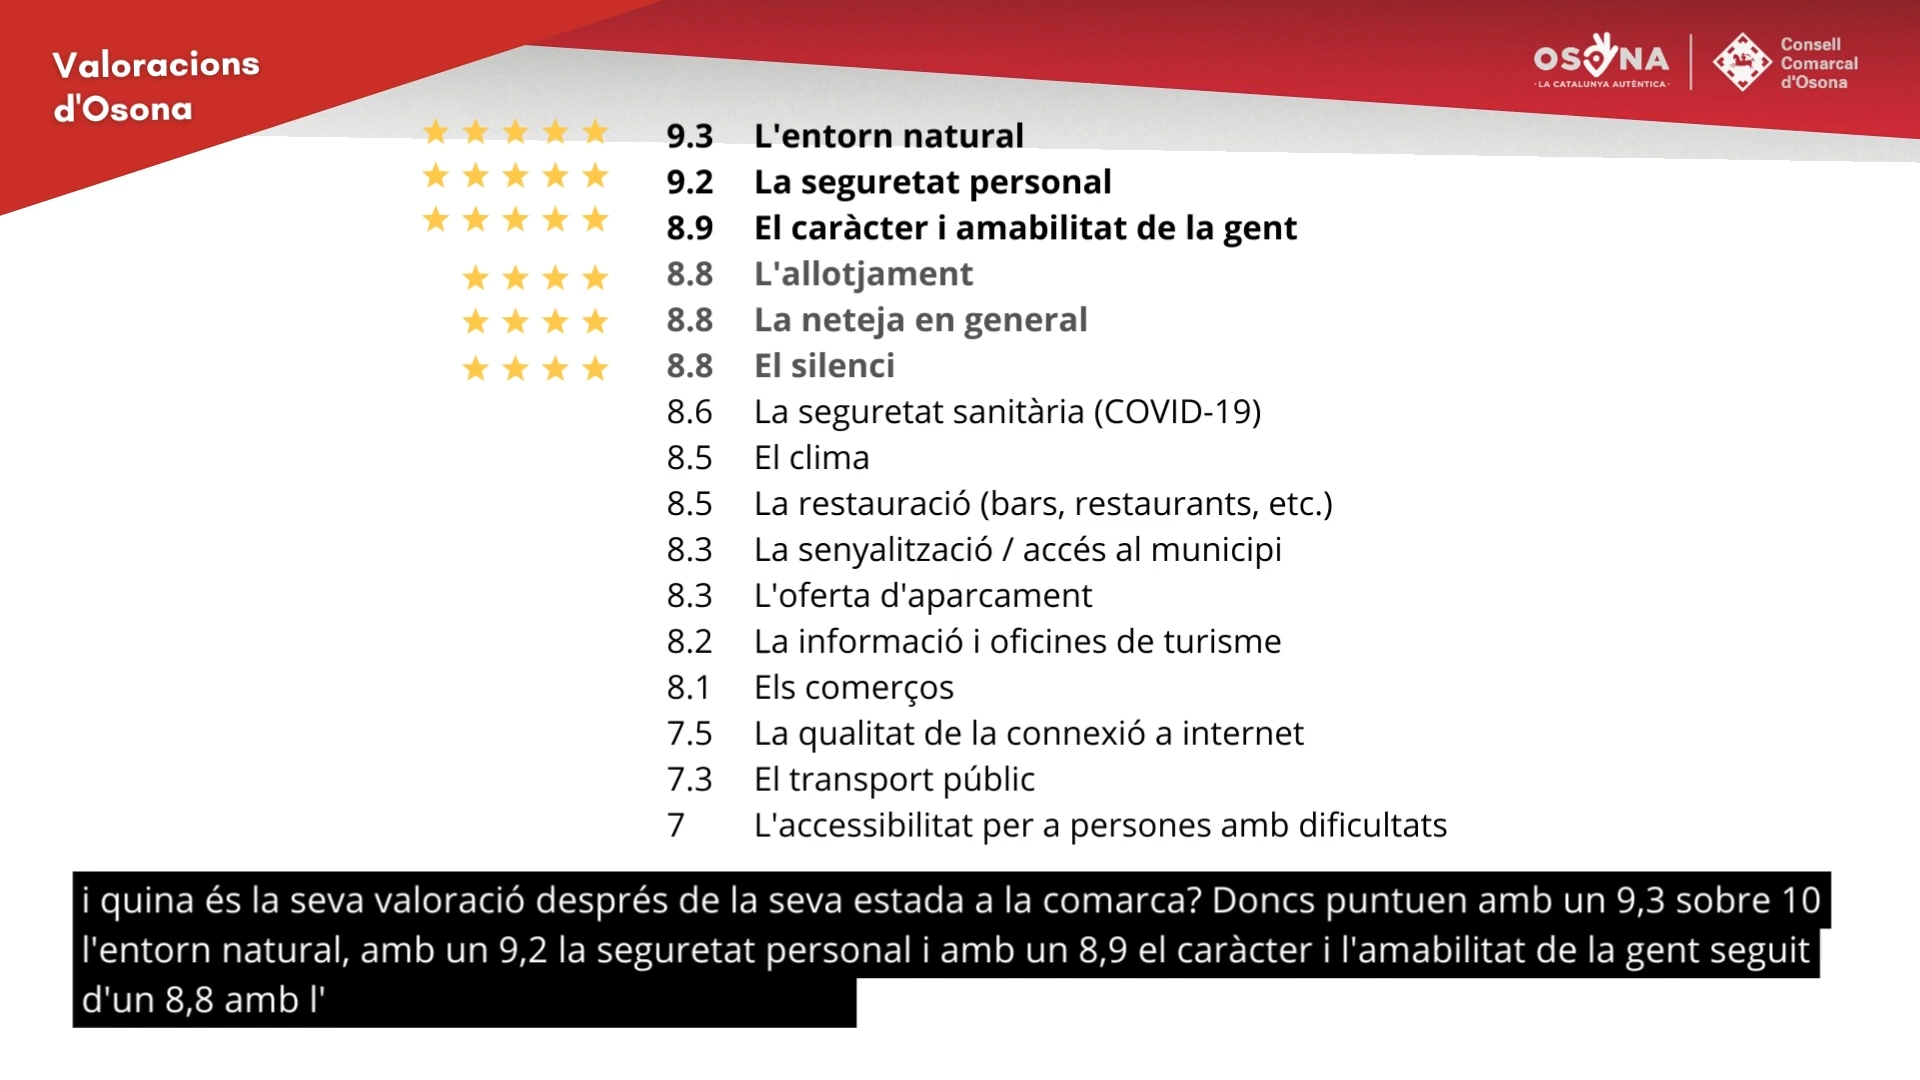 Valoracions
d'Osona
OSONA
· LA CATALUNYA AUTÈNTICA ·
Consell
Comarcal
d'Osona
9.3 L'entorn natural
9.2 La seguretat personal
8.9 El caràcter i amabilitat de la gent
8.8 L'allotjament
8.8 La neteja en general
8.8 El silenci
8.6 La seguretat sanitària (COVID-19)
8.5 El clima
8.5 La restauració (bars, restaurants, etc.)
8.3 La senyalització / accés al municipi
8.3 L'oferta d'aparcament
8.2 La informació i oficines de turisme
8.1 Els comerços
7.5 La qualitat de la connexió a internet
7.3 El transport públic
7 L'accessibilitat per a persones amb dificultats
i quina és la seva valoració després de la seva estada a la comarca? Doncs puntuen amb un 9,3 sobre 10
l'entorn natural, amb un 9,2 la seguretat personal i amb un 8,9 el caràcter i l'amabilitat de la gent seguit
d'un 8,8 amb l'